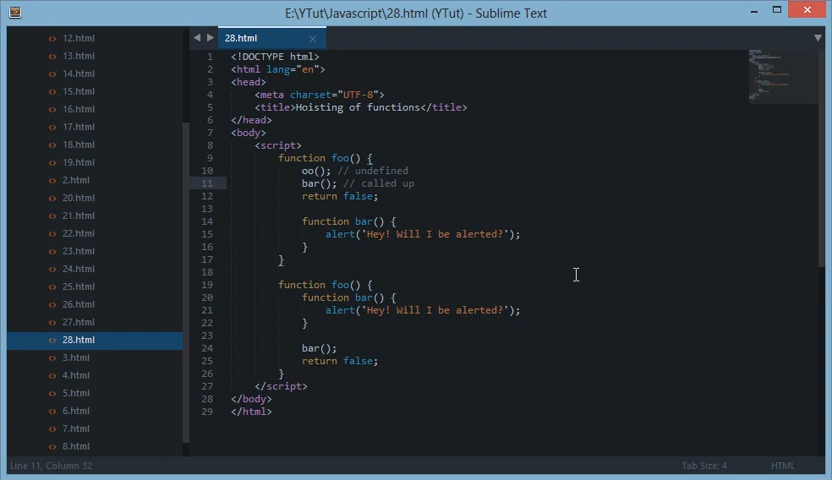 E:\YTut\Javascript\28.html (YTut) - Sublime Text
12.html
13.html
14.html
15.html
16.html
17.html
18.html
19.html
2.html
20.html
21.html
22.html
23.html
24.html
25.html
26.html
27.html
28.html
3.html
4.html
5.html
6.html
7.html
8.html
28.html
1 <!DOCTYPE html>
2 <html lang="en">
3 <head>
4 <meta charset="UTF-8">
5 <title>Hoisting of functions</title>
6 </head>
7 <body>
8 <script>
9 function foo() {
10 oo(); // undefined
11 bar(); // called up
12 return false;
13
14 function bar() {
15 alert('Hey! Will I be alerted?');
16 }
17 }
18
19 function foo() {
20 function bar() {
21 alert('Hey! Will I be alerted?');
22 }
23
24 bar();
25 return false;
26 }
27 </script>
28 </body>
29 </html>
Line 11, Column 32
Tab Size: 4
HTML